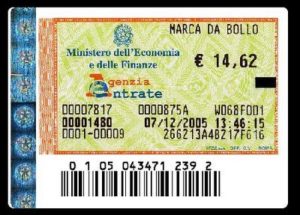 MARCA DA BOLLO
Ministero dell'Economia
e delle Finanze
€ 14,62
Agenzia
Entrate
00007817 0000875A W068F001
00001480 07/12/2005 13:46:15
0001-00009 266213A48217F616
0 1 05 043471 239 2